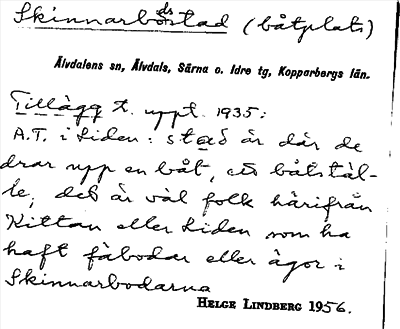 Skinnarbodstad (båtplats)
Älvdalens sn, Älvdals, Särna o. Idre tg, Kopparbergs län.
Tillägg t. uppt. 1935:
A.T. i Liden: stad är där de
drar upp en båt, ett båtstäl-
le, det är väl folk härifrån
Kittan eller Liden som ha
haft fäbodar eller ägor i
Skinnarbodarna
HELGE LINDBERG 1956.